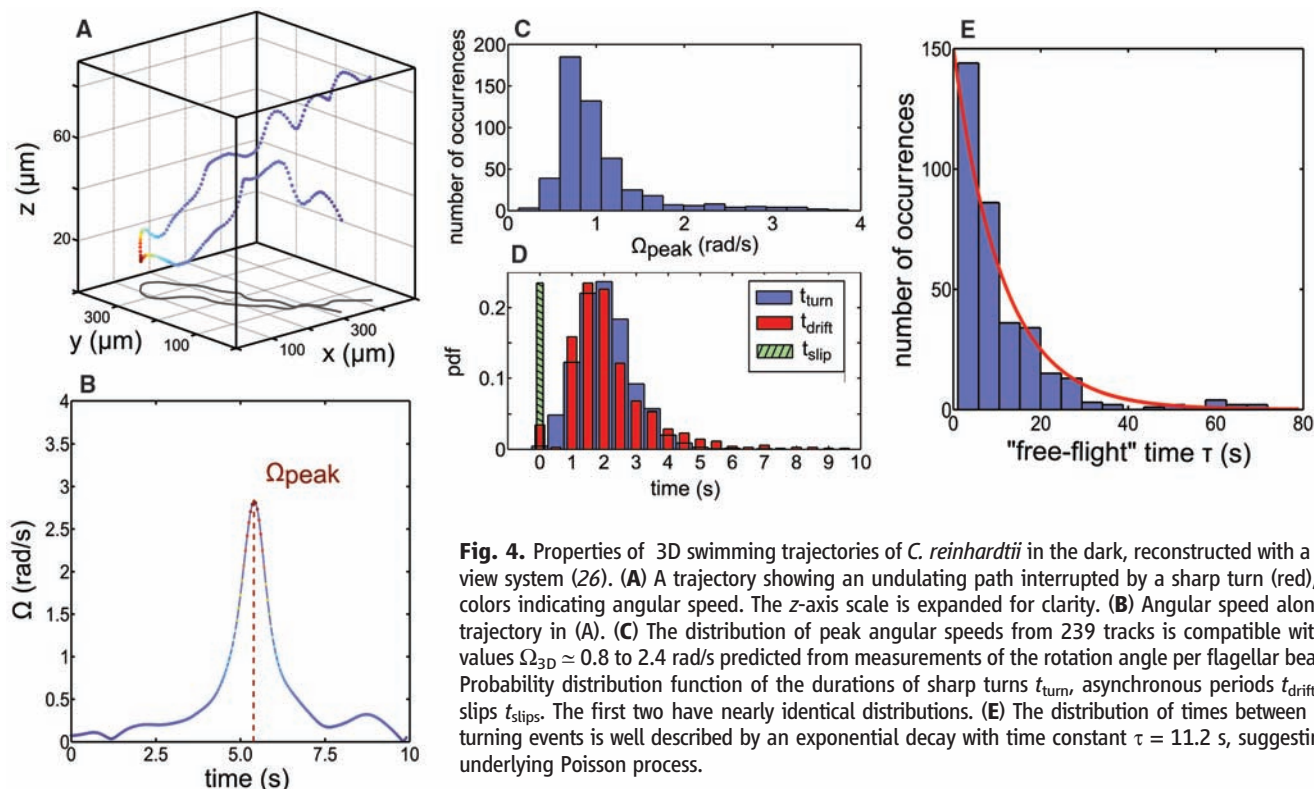 A
z (µm)
60
20
300
y (µm)
100
100
300
x (µm)
B
Ω (rad/s)
4
3.5
3
2.5
2
1.5
1
0.5
0
Ωpeak
0
2.5
5.0
7.5
10
time (s)
C
number of occurrences
200
150
100
50
0
0
1
2
3
4
Ωpeak (rad/s)
D
pdf
0.2
0.1
0
tturn
tdrift
tslip
0 1 2 3 4 5 6 7 8 9 10
time (s)
E
number of occurrences
150
100
50
0
0
20
40
60
80
"free-flight" time τ (s)
Fig. 4. Properties of 3D swimming trajectories of C. reinhardtii in the dark, reconstructed with a
view system (26). (A) A trajectory showing an undulating path interrupted by a sharp turn (red),
colors indicating angular speed. The z-axis scale is expanded for clarity. (B) Angular speed alon
trajectory in (A). (C) The distribution of peak angular speeds from 239 tracks is compatible wit
values Ω3D ≃ 0.8 to 2.4 rad/s predicted from measurements of the rotation angle per flagellar bea
Probability distribution function of the durations of sharp turns tturn, asynchronous periods tdrift
slips tslips. The first two have nearly identical distributions. (E) The distribution of times between
turning events is well described by an exponential decay with time constant τ = 11.2 s, suggestin
underlying Poisson process.